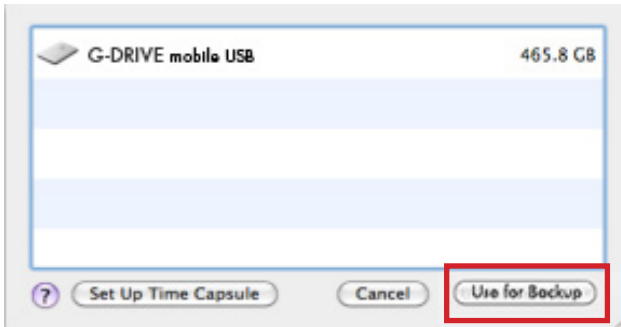 G-DRIVE mobile USB 465.8 GB
? Set Up Time Capsule Cancel Use for Backup